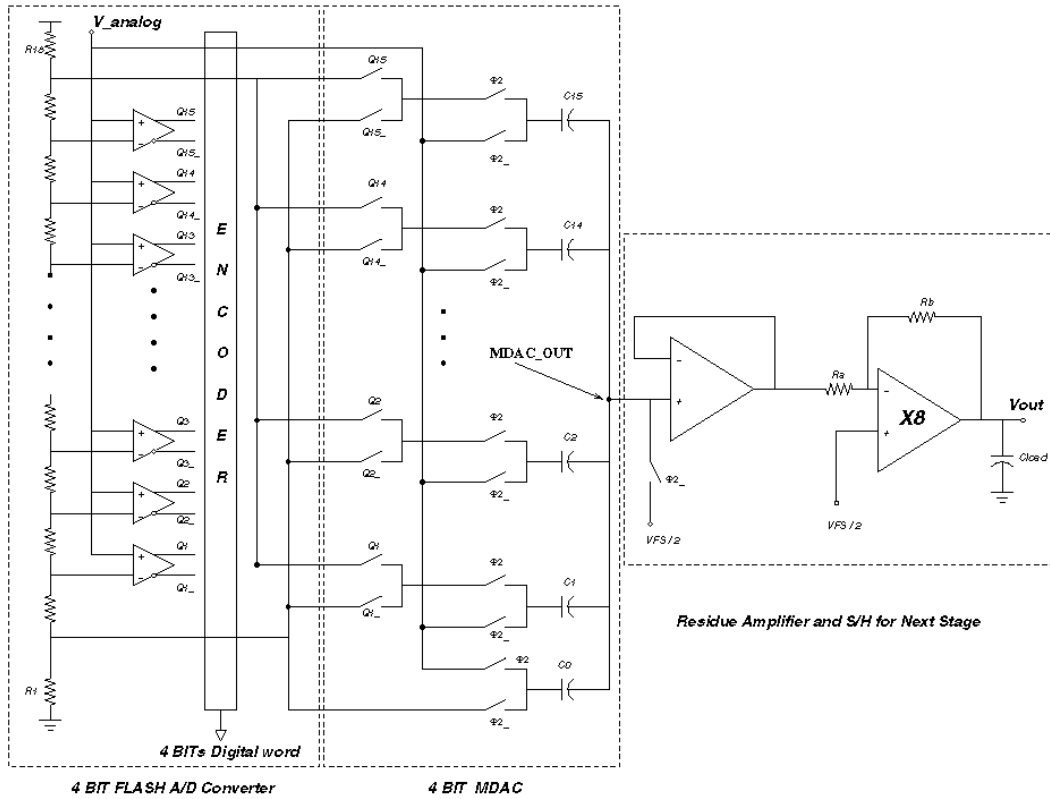 V_analog
R18
Q15
Q15_
Q14
Q14_
Q13
Q13_
Q3
Q3_
Q2
Q2_
Q1
Q1_
R1
E
N
C
O
D
E
R
4 BITs Digital word
4 BIT FLASH A/D Converter
Q15
Q15_
Φ2
Φ2_
C15
Q14
Q14_
Φ2
Φ2_
C14
MDAC_OUT
Q2
Q2_
Φ2
Φ2_
C2
Q1
Q1_
Φ2
Φ2_
C1
Φ2
Φ2_
C0
4 BIT MDAC
-
+
Φ2_
VFS/2
Ra
Rb
-
+
X8
VFS/2
Vout
Cload
Residue Amplifier and S/H for Next Stage